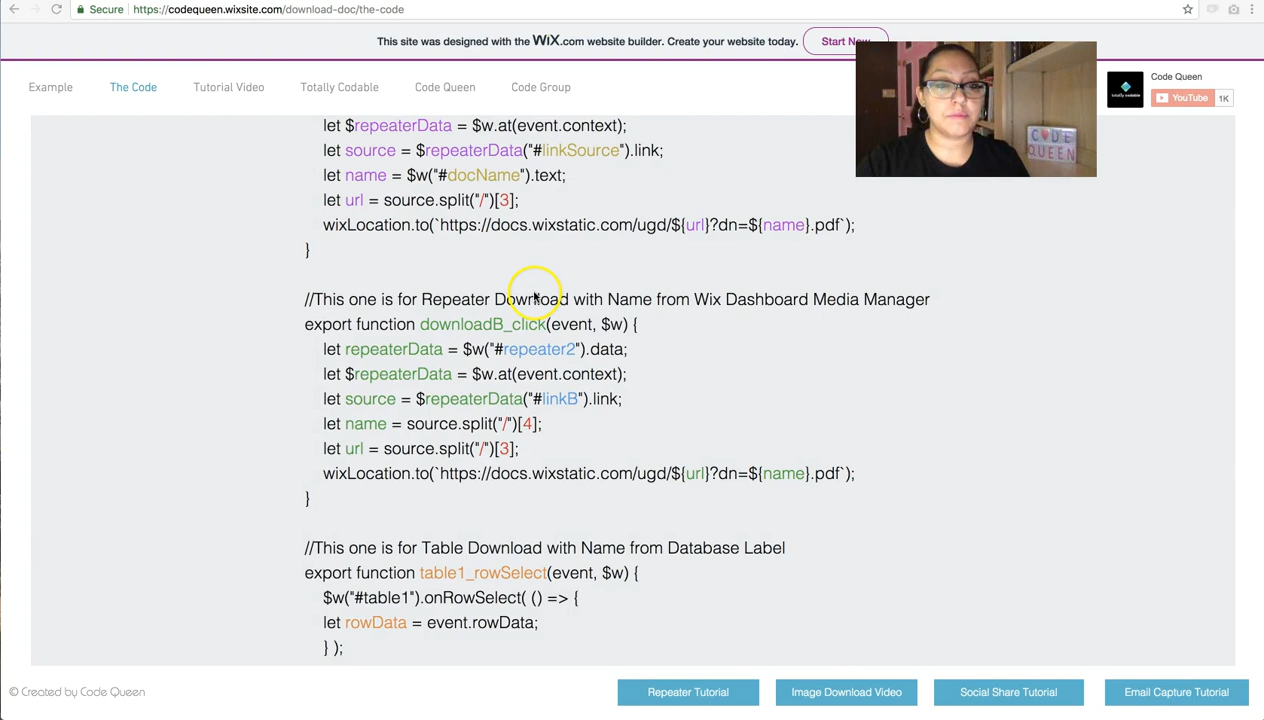 Secure
https://codequeen.wixsite.com/download-doc/the-code
This site was designed with the WiX.com website builder. Create your website today.
Start Now
Example
The Code
Tutorial Video
Totally Codable
Code Queen
Code Group
totally codable
Code Queen
YouTube
1K
CODE
QUEEN
let $repeaterData = $w.at(event.context);
let source = $repeaterData("#linkSource").link;
let name = $w("#docName").text;
let url = source.split("/")[3];
wixLocation.to(`https://docs.wixstatic.com/ugd/${url}?dn=${name}.pdf`);
}
//This one is for Repeater Download with Name from Wix Dashboard Media Manager
export function downloadB_click(event, $w) {
let repeaterData = $w("#repeater2").data;
let $repeaterData = $w.at(event.context);
let source = $repeaterData("#linkB").link;
let name = source.split("/")[4];
let url = source.split("/")[3];
wixLocation.to(`https://docs.wixstatic.com/ugd/${url}?dn=${name}.pdf`);
}
//This one is for Table Download with Name from Database Label
export function table1_rowSelect(event, $w) {
$w("#table1").onRowSelect( () => {
let rowData = event.rowData;
} );
© Created by Code Queen
Repeater Tutorial
Image Download Video
Social Share Tutorial
Email Capture Tutorial